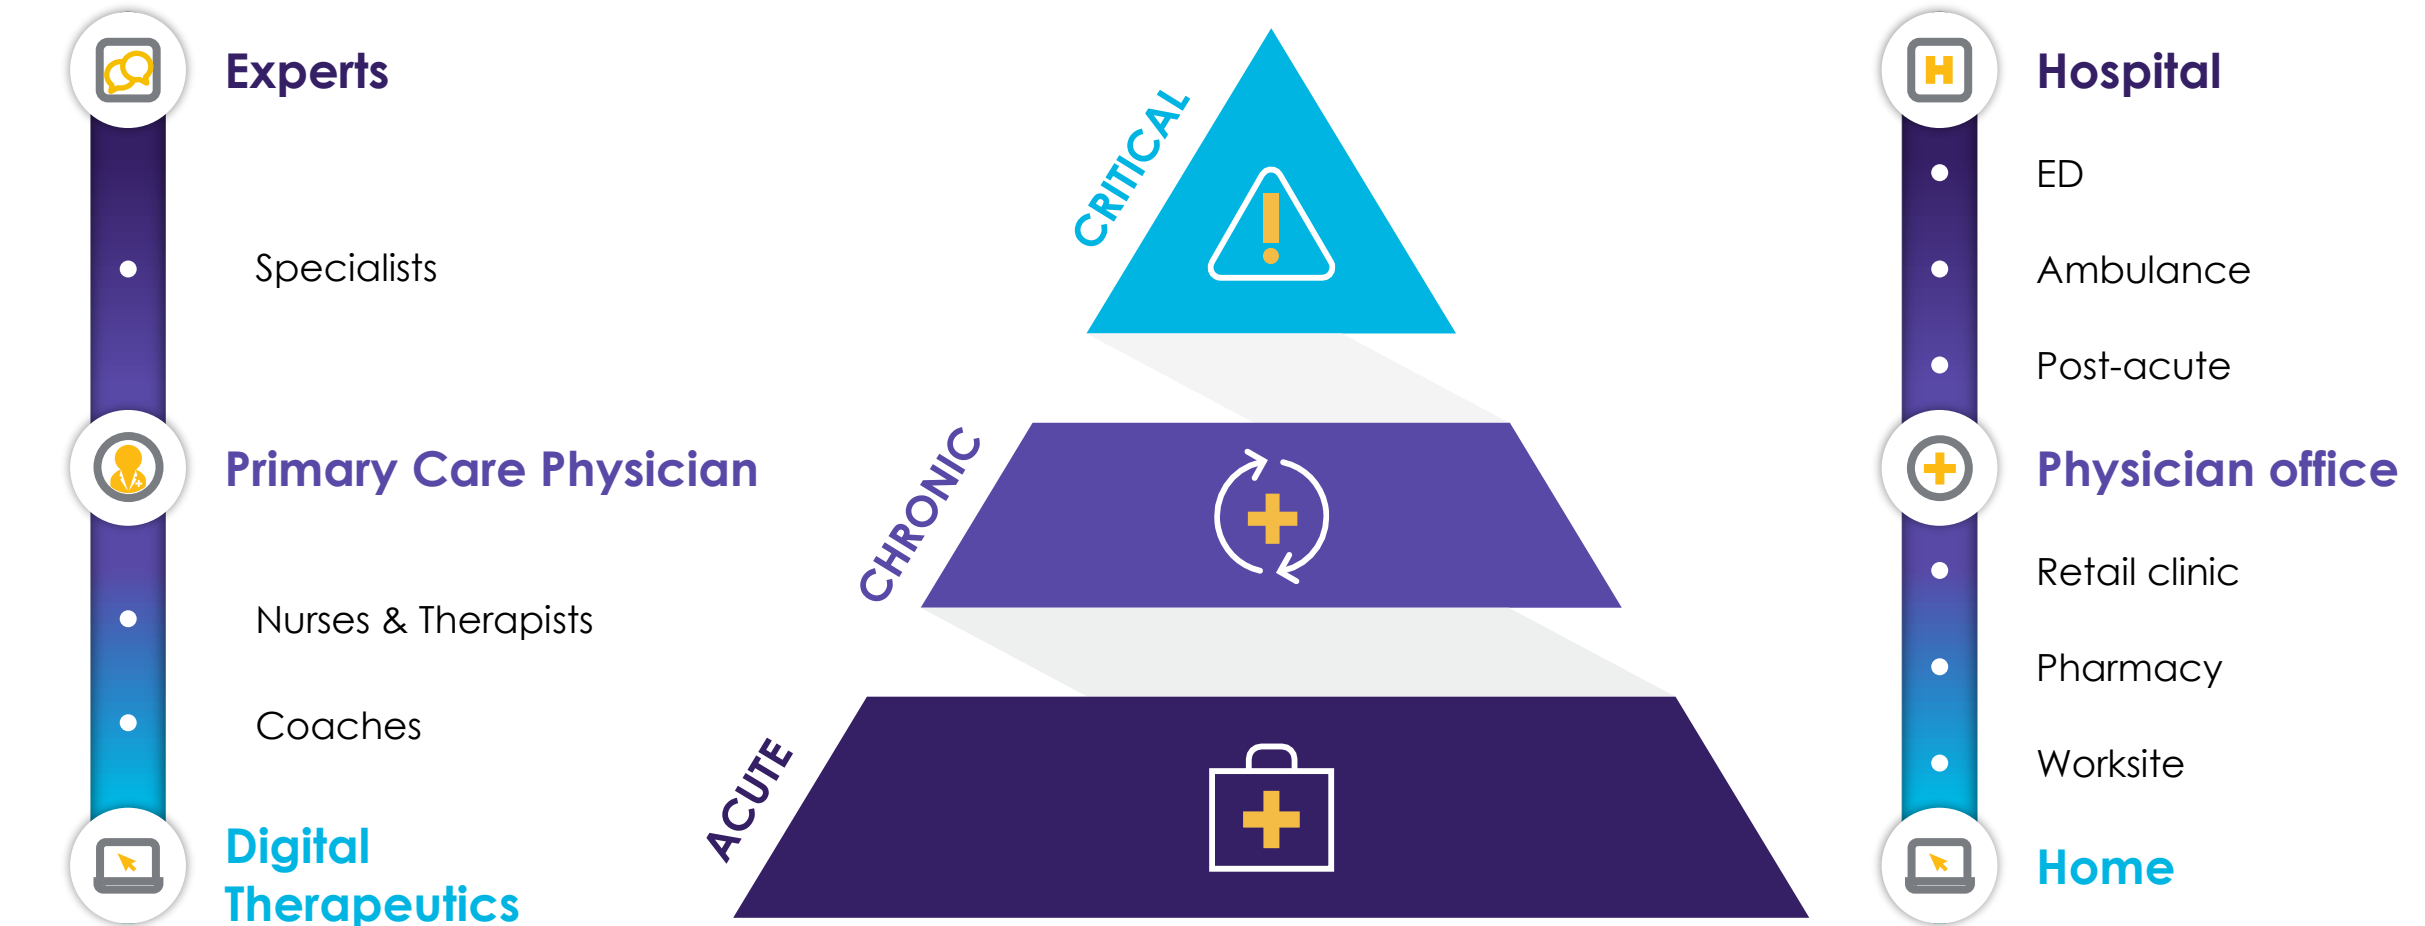 Experts
Specialists
Primary Care Physician
Nurses & Therapists
Coaches
Digital
Therapeutics
CRITICAL
CHRONIC
ACUTE
H
Hospital
ED
Ambulance
Post-acute
Physician office
Retail clinic
Pharmacy
Worksite
Home